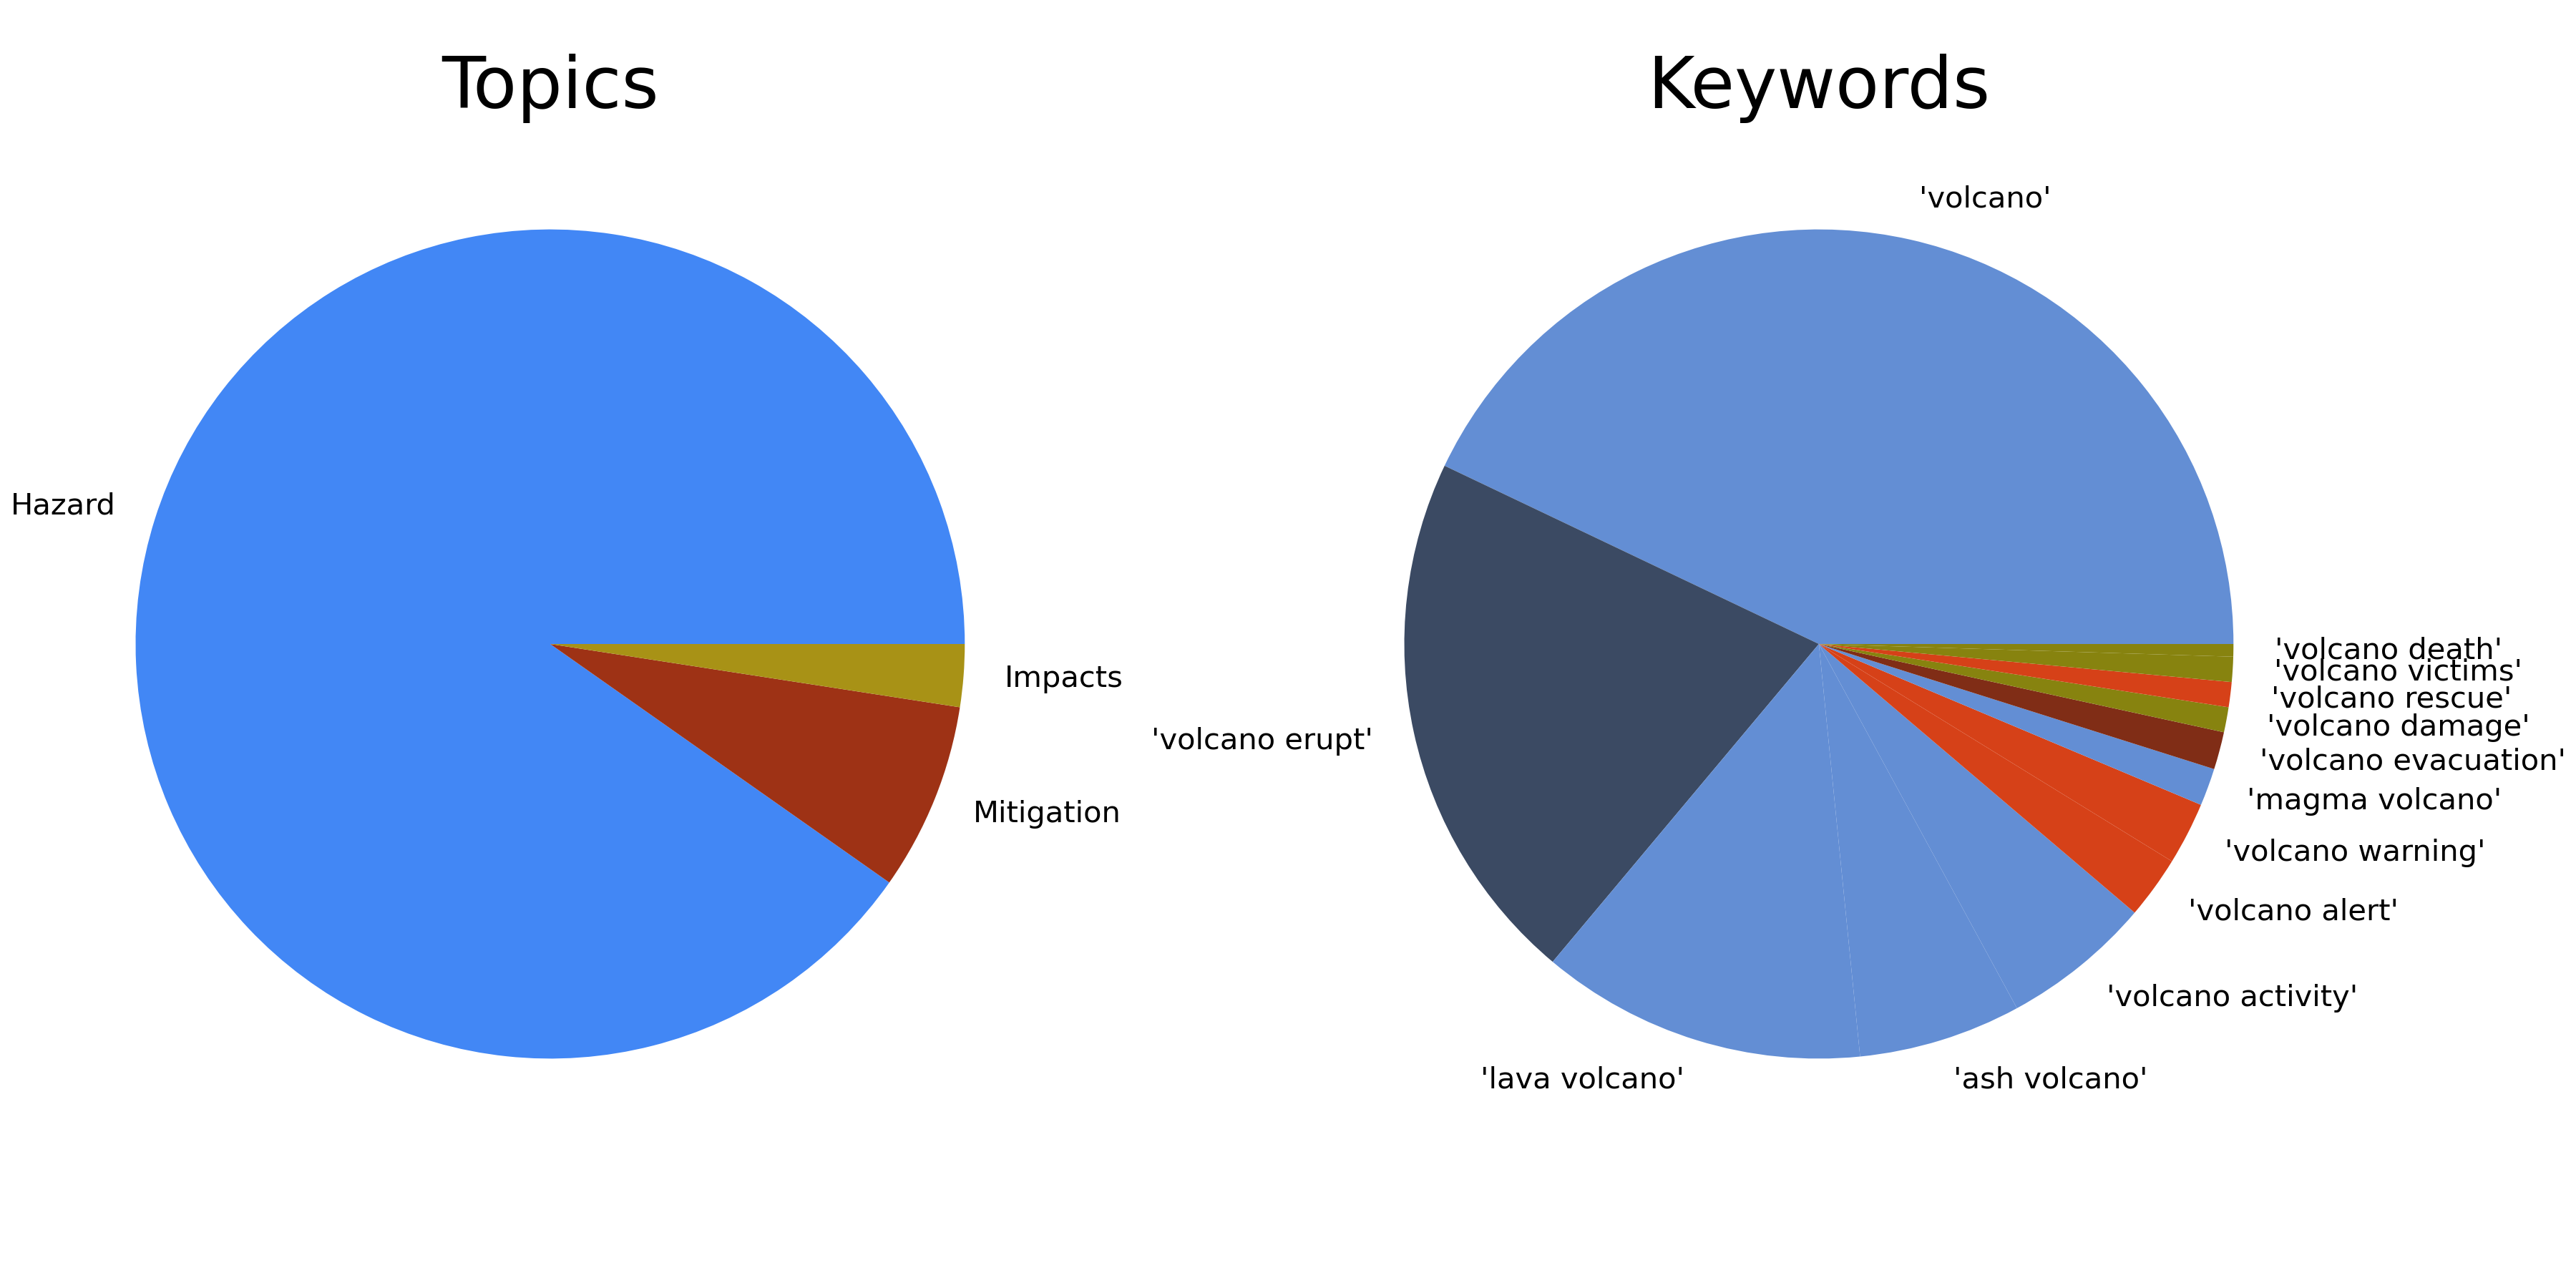 Topics
Hazard
Impacts
Mitigation
Keywords
'volcano'
'volcano erupt'
'lava volcano'
'ash volcano'
'volcano activity'
'volcano alert'
'volcano warning'
'magma volcano'
'volcano evacuation'
'volcano damage'
'volcano rescue'
'volcano victims'
'volcano death'